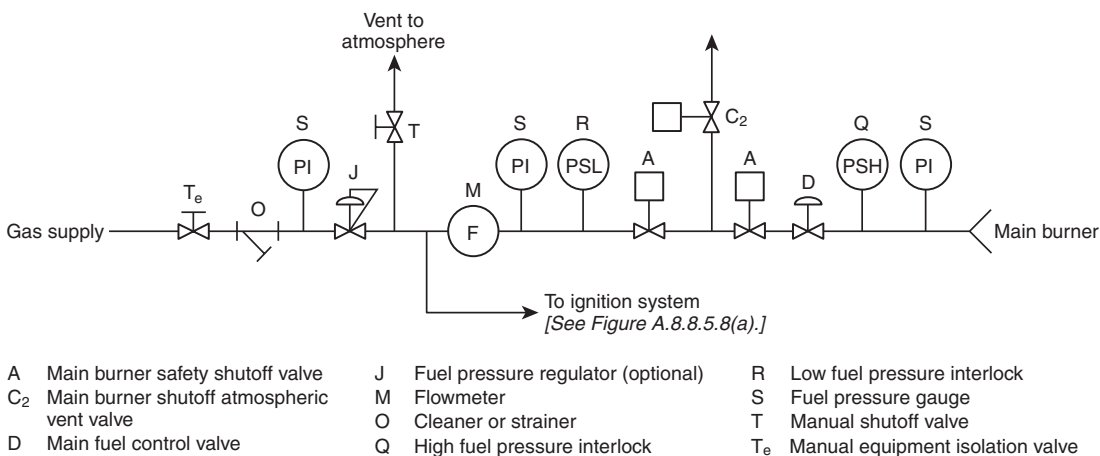 Vent to
atmosphere
S
T
C₂
S
R
Q
S
PI
J
A
A
PI
PSL
D
PSH
PI
Tₑ
O
M
Gas supply
F
Main burner
To ignition system
[See Figure A.8.8.5.8(a).]
A Main burner safety shutoff valve
C₂ Main burner shutoff atmospheric
vent valve
D Main fuel control valve
J Fuel pressure regulator (optional)
M Flowmeter
O Cleaner or strainer
Q High fuel pressure interlock
R Low fuel pressure interlock
S Fuel pressure gauge
T Manual shutoff valve
Tₑ Manual equipment isolation valve